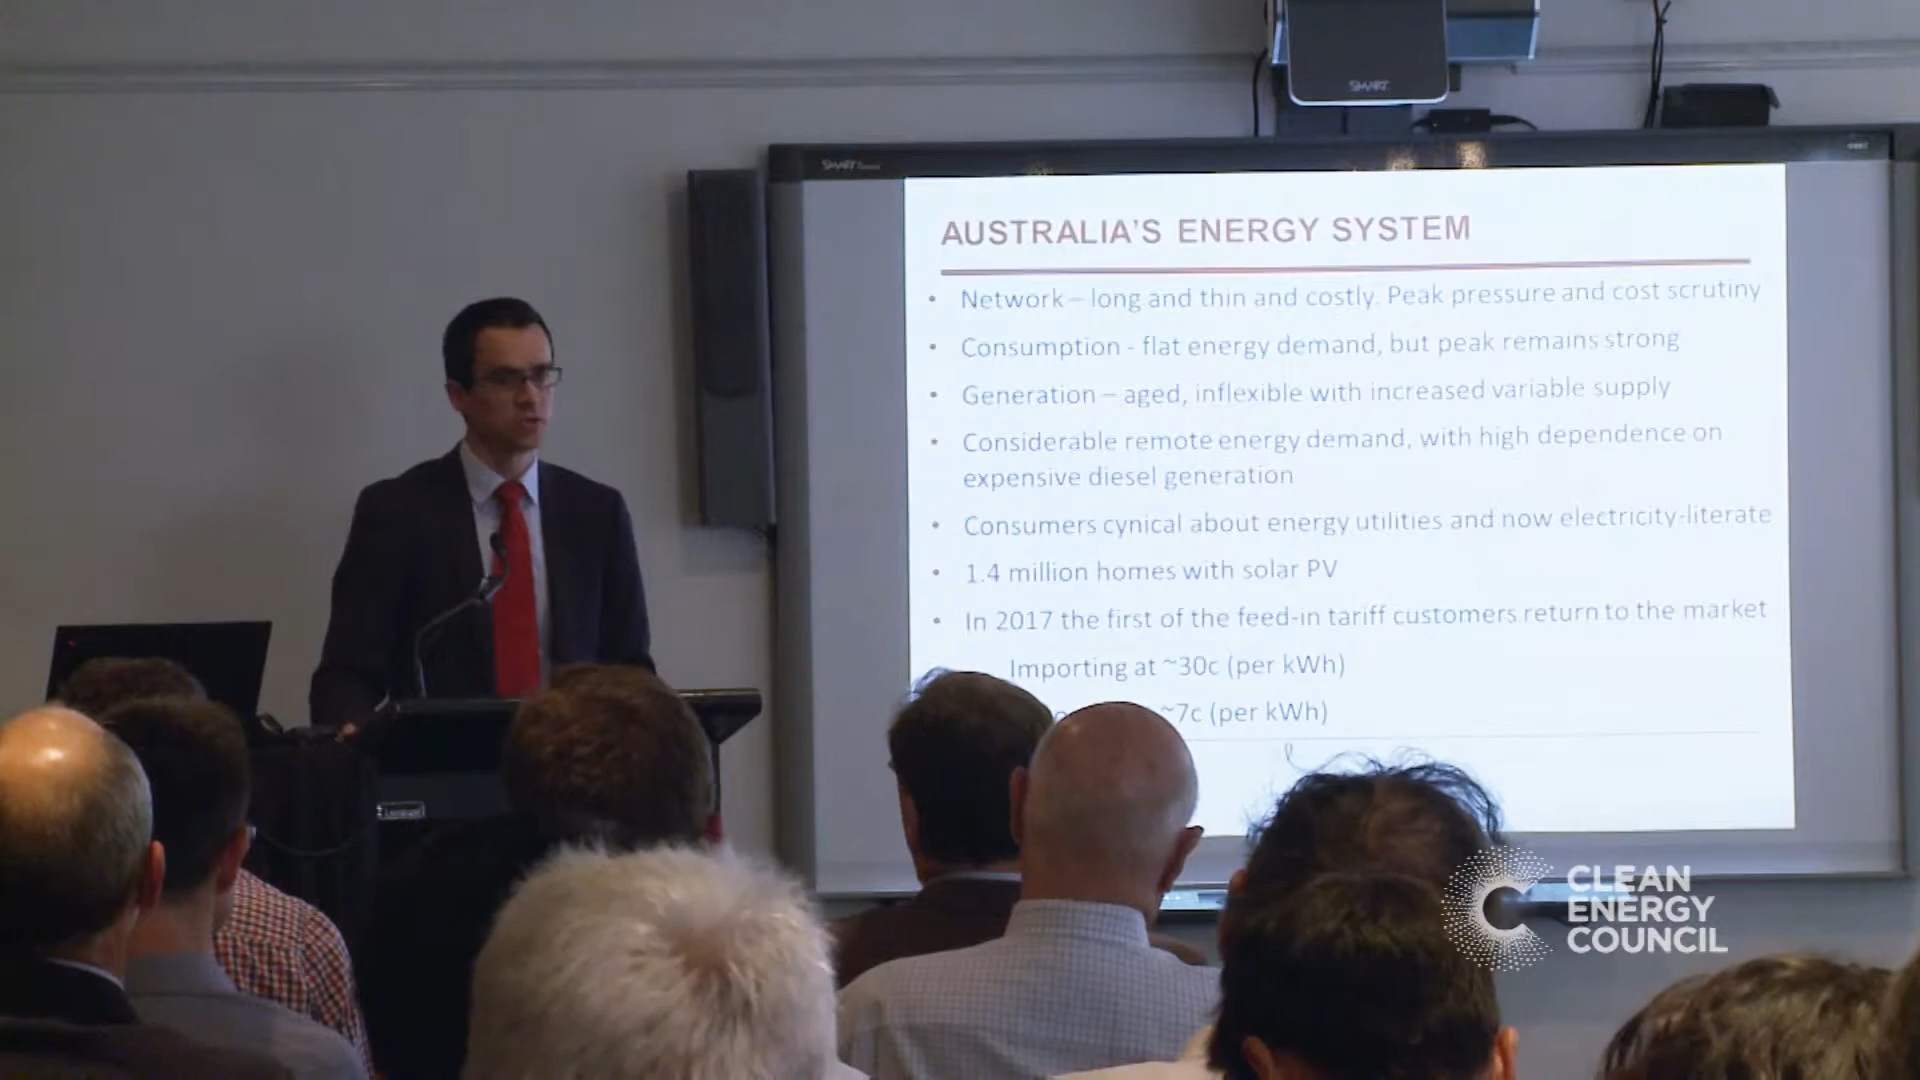 SMART
SMART
AUSTRALIA'S ENERGY SYSTEM
• Network – long and thin and costly. Peak pressure and cost scrutiny
• Consumption - flat energy demand, but peak remains strong
• Generation – aged, inflexible with increased variable supply
• Considerable remote energy demand, with high dependence on
expensive diesel generation
• Consumers cynical about energy utilities and now electricity-literate
• 1.4 million homes with solar PV
• In 2017 the first of the feed-in tariff customers return to the market
Importing at ~30c (per kWh)
~7c (per kWh)
CLEAN
ENERGY
COUNCIL